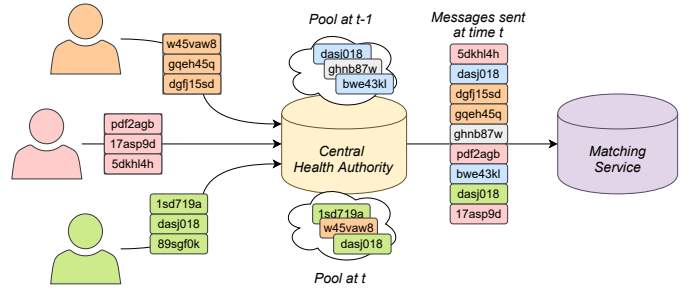 w45vaw8
gqeh45q
dgfj15sd
pdf2agb
17asp9d
5dkhl4h
1sd719a
dasj018
89sgf0k
Pool at t-1
dasj018
ghnb87w
bwe43kl
Central
Health Authority
1sd719a
w45vaw8
dasj018
Pool at t
Messages sent
at time t
5dkhl4h
dasj018
dgfj15sd
gqeh45q
ghnb87w
pdf2agb
bwe43kl
dasj018
17asp9d
Matching
Service